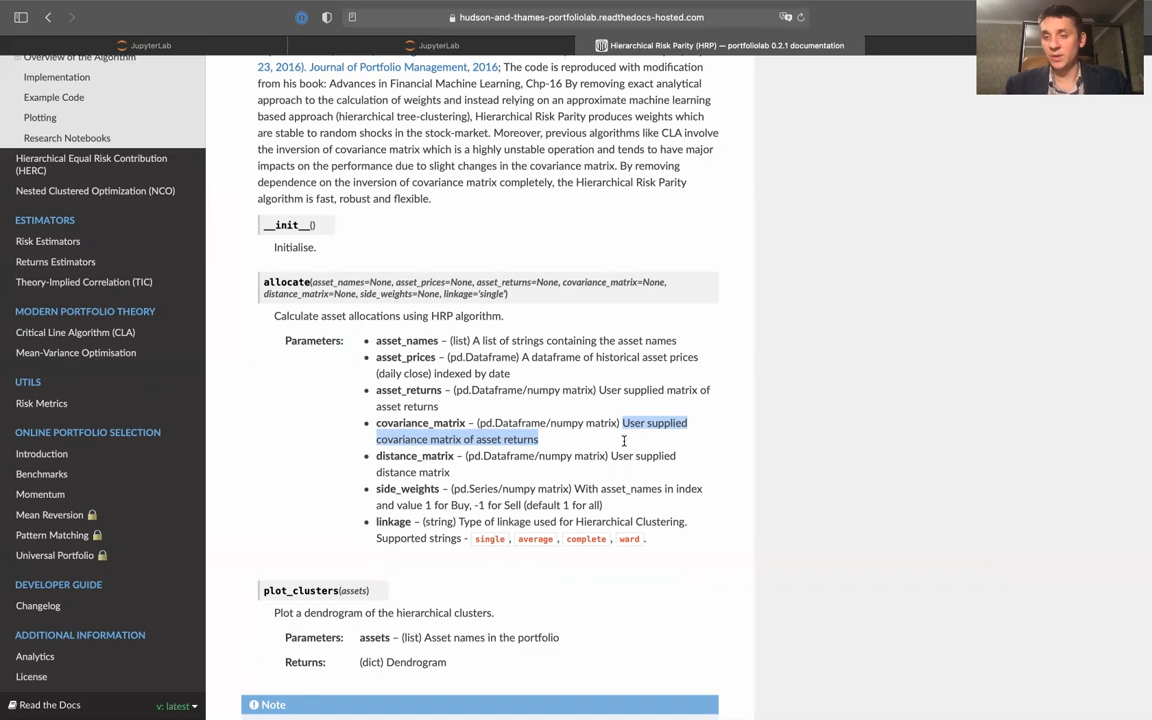 hudson-and-thames-portfoliolab.readthedocs-hosted.com
JupyterLab
JupyterLab
Hierarchical Risk Parity (HRP) — portfoliolab 0.2.1 documentation
Overview of the Algorithm
Implementation
Example Code
Plotting
Research Notebooks
Hierarchical Equal Risk Contribution
(HERC)
Nested Clustered Optimization (NCO)
ESTIMATORS
Risk Estimators
Returns Estimators
Theory-Implied Correlation (TIC)
MODERN PORTFOLIO THEORY
Critical Line Algorithm (CLA)
Mean-Variance Optimisation
UTILS
Risk Metrics
ONLINE PORTFOLIO SELECTION
Introduction
Benchmarks
Momentum
Mean Reversion
Pattern Matching
Universal Portfolio
DEVELOPER GUIDE
Changelog
ADDITIONAL INFORMATION
Analytics
License
Read the Docs
v: latest
23, 2016). Journal of Portfolio Management, 2016; The code is reproduced with modification
from his book: Advances in Financial Machine Learning, Chp-16 By removing exact analytical
approach to the calculation of weights and instead relying on an approximate machine learning
based approach (hierarchical tree-clustering), Hierarchical Risk Parity produces weights which
are stable to random shocks in the stock-market. Moreover, previous algorithms like CLA involve
the inversion of covariance matrix which is a highly unstable operation and tends to have major
impacts on the performance due to slight changes in the covariance matrix. By removing
dependence on the inversion of covariance matrix completely, the Hierarchical Risk Parity
algorithm is fast, robust and flexible.
__init__()
Initialise.
allocate(asset_names=None, asset_prices=None, asset_returns=None, covariance_matrix=None,
distance_matrix=None, side_weights=None, linkage='single')
Calculate asset allocations using HRP algorithm.
Parameters: • asset_names – (list) A list of strings containing the asset names
• asset_prices – (pd.Dataframe) A dataframe of historical asset prices
(daily close) indexed by date
• asset_returns – (pd.Dataframe/numpy matrix) User supplied matrix of
asset returns
• covariance_matrix – (pd.Dataframe/numpy matrix) User supplied
covariance matrix of asset returns
• distance_matrix – (pd.Dataframe/numpy matrix) User supplied
distance matrix
• side_weights – (pd.Series/numpy matrix) With asset_names in index
and value 1 for Buy, -1 for Sell (default 1 for all)
• linkage – (string) Type of linkage used for Hierarchical Clustering.
Supported strings - single, average, complete, ward.
plot_clusters(assets)
Plot a dendrogram of the hierarchical clusters.
Parameters: assets – (list) Asset names in the portfolio
Returns: (dict) Dendrogram
Note